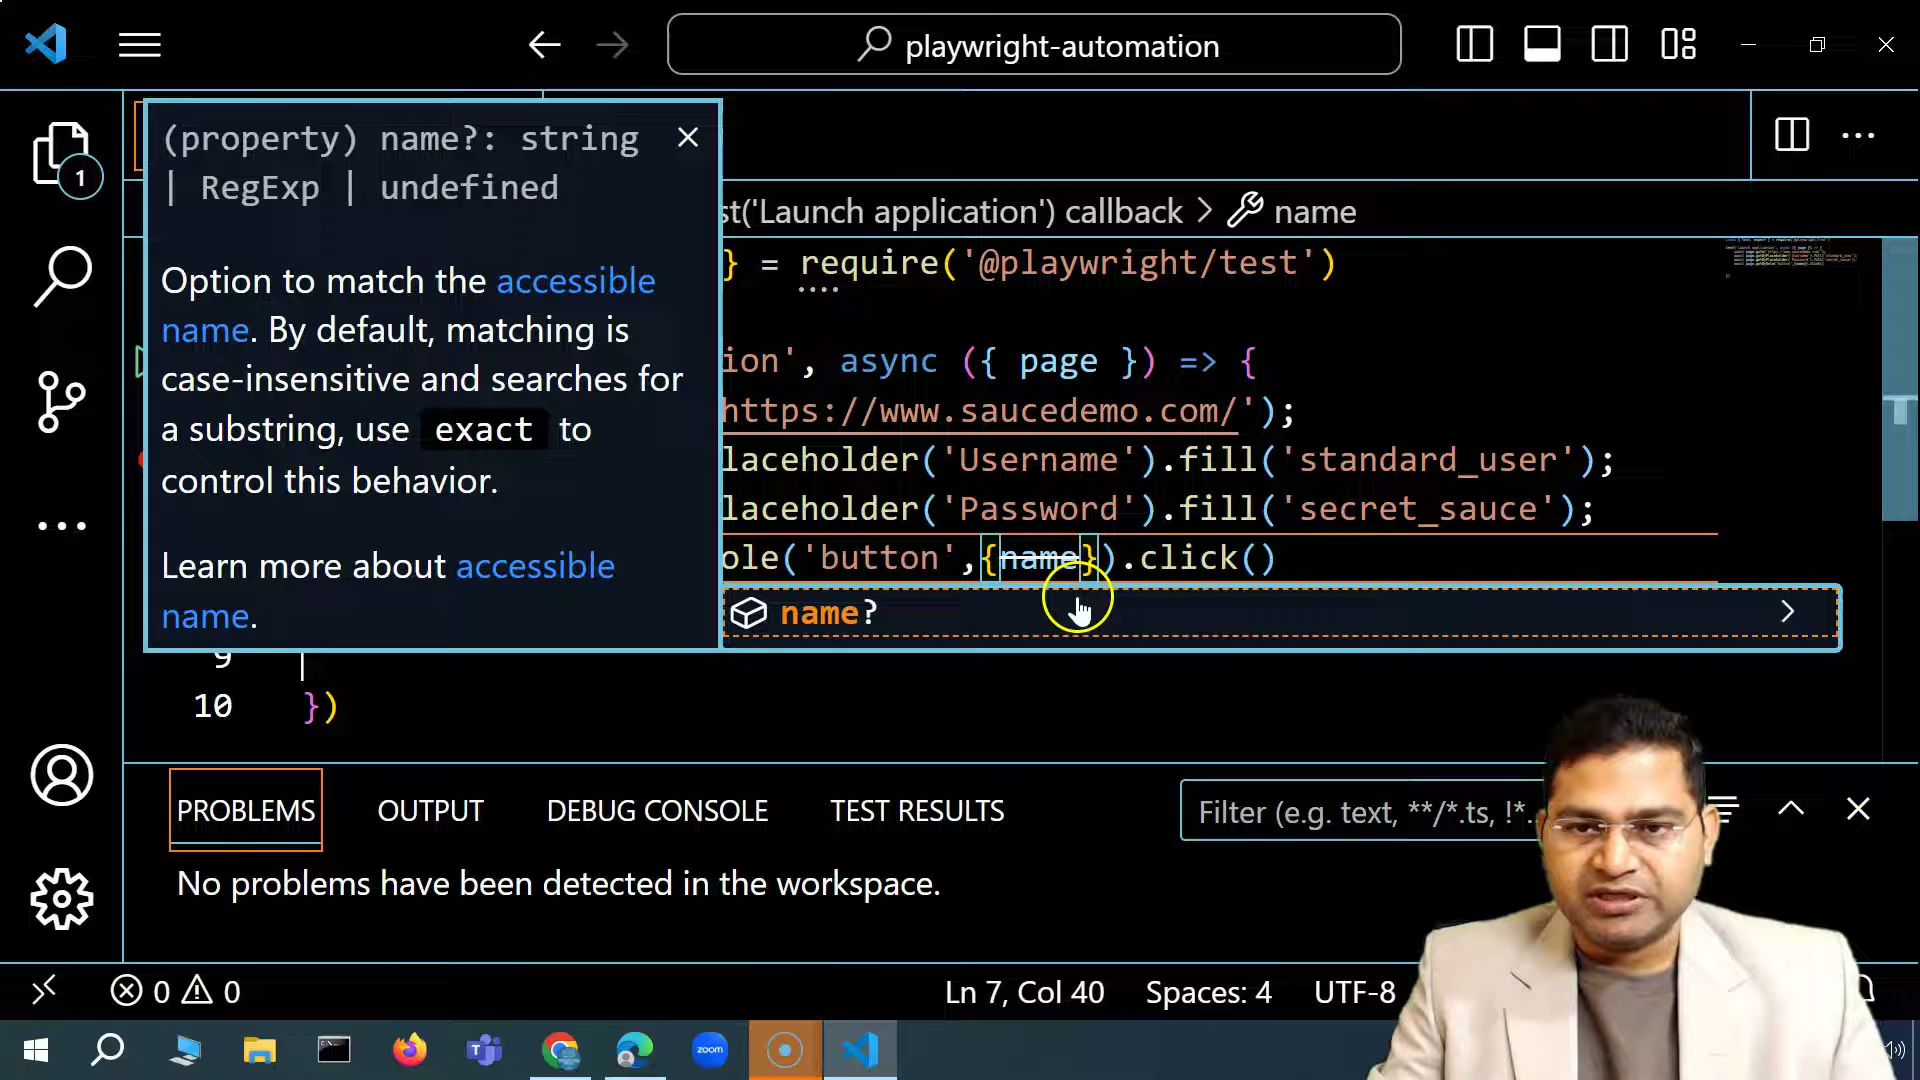 playwright-automation
1
(property) name?: string
| RegExp | undefined
Option to match the accessible
name. By default, matching is
case-insensitive and searches for
a substring, use exact to
control this behavior.
Learn more about accessible
name.
st('Launch application') callback > name
} = require('@playwright/test')
ion', async ({ page }) => {
https://www.saucedemo.com/');
laceholder('Username').fill('standard_user');
laceholder('Password').fill('secret_sauce');
ole('button',{name}).click()
name?
9
10 })
PROBLEMS OUTPUT DEBUG CONSOLE TEST RESULTS
Filter (e.g. text, **/*.ts, !*...
No problems have been detected in the workspace.
0 0
Ln 7, Col 40 Spaces: 4 UTF-8
zoom